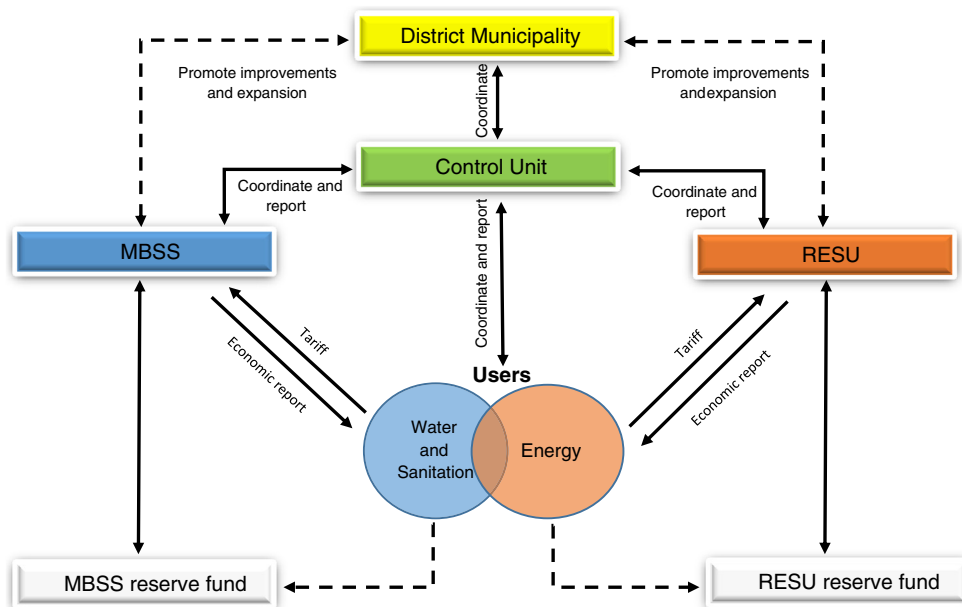 District Municipality
Promote improvements
and expansion
Coordinate
Promote improvements
andexpansion
Control Unit
Coordinate and
report
Coordinate and report
Coordinate and
report
MBSS
RESU
Tariff
Economic report
Tariff
Economic report
Users
Water
and
Sanitation
Energy
MBSS reserve fund
RESU reserve fund